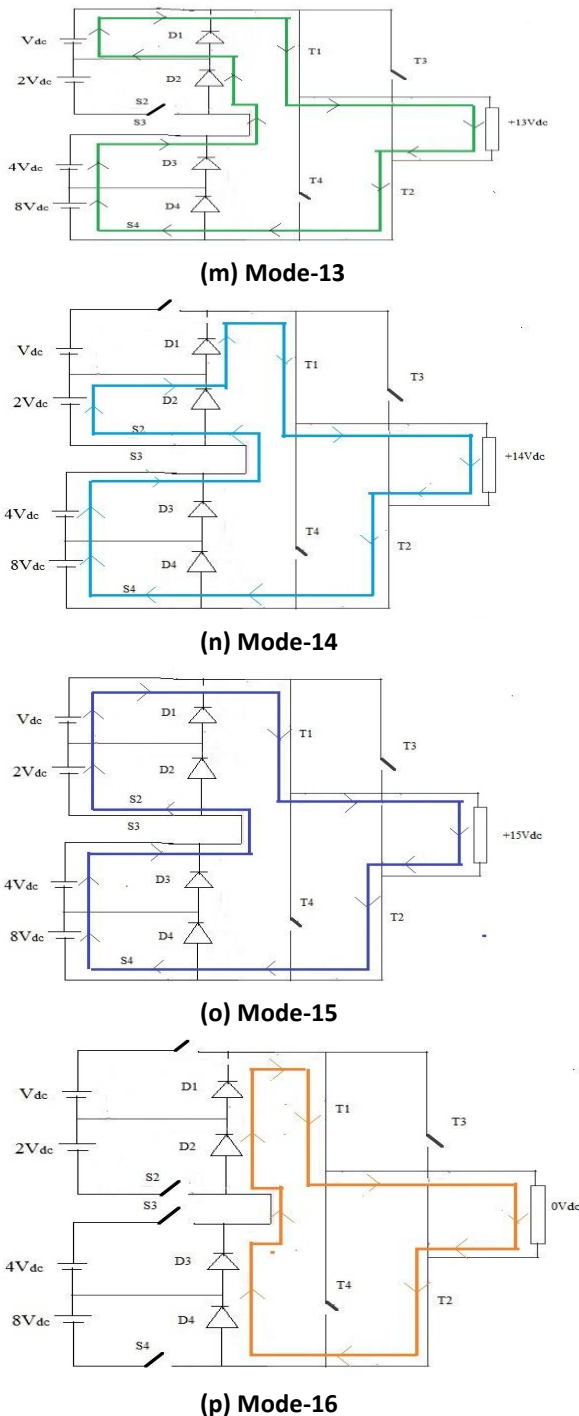 D1
Vdc
T1
T3
2Vdc
D2
S2
S3
+13Vdc
4Vdc
D3
T4
8Vdc
D4
T2
S4
(m) Mode-13
Vdc
D1
T1
T3
2Vdc
D2
S2
S3
+14Vdc
4Vdc
D3
T4
8Vdc
D4
T2
S4
(n) Mode-14
Vdc
D1
T1
T3
2Vdc
D2
S2
S3
+15Vdc
4Vdc
D3
T4
8Vdc
D4
T2
S4
(o) Mode-15
Vdc
D1
T1
T3
2Vdc
D2
S2
S3
0Vdc
4Vdc
D3
T4
8Vdc
D4
T2
S4
(p) Mode-16